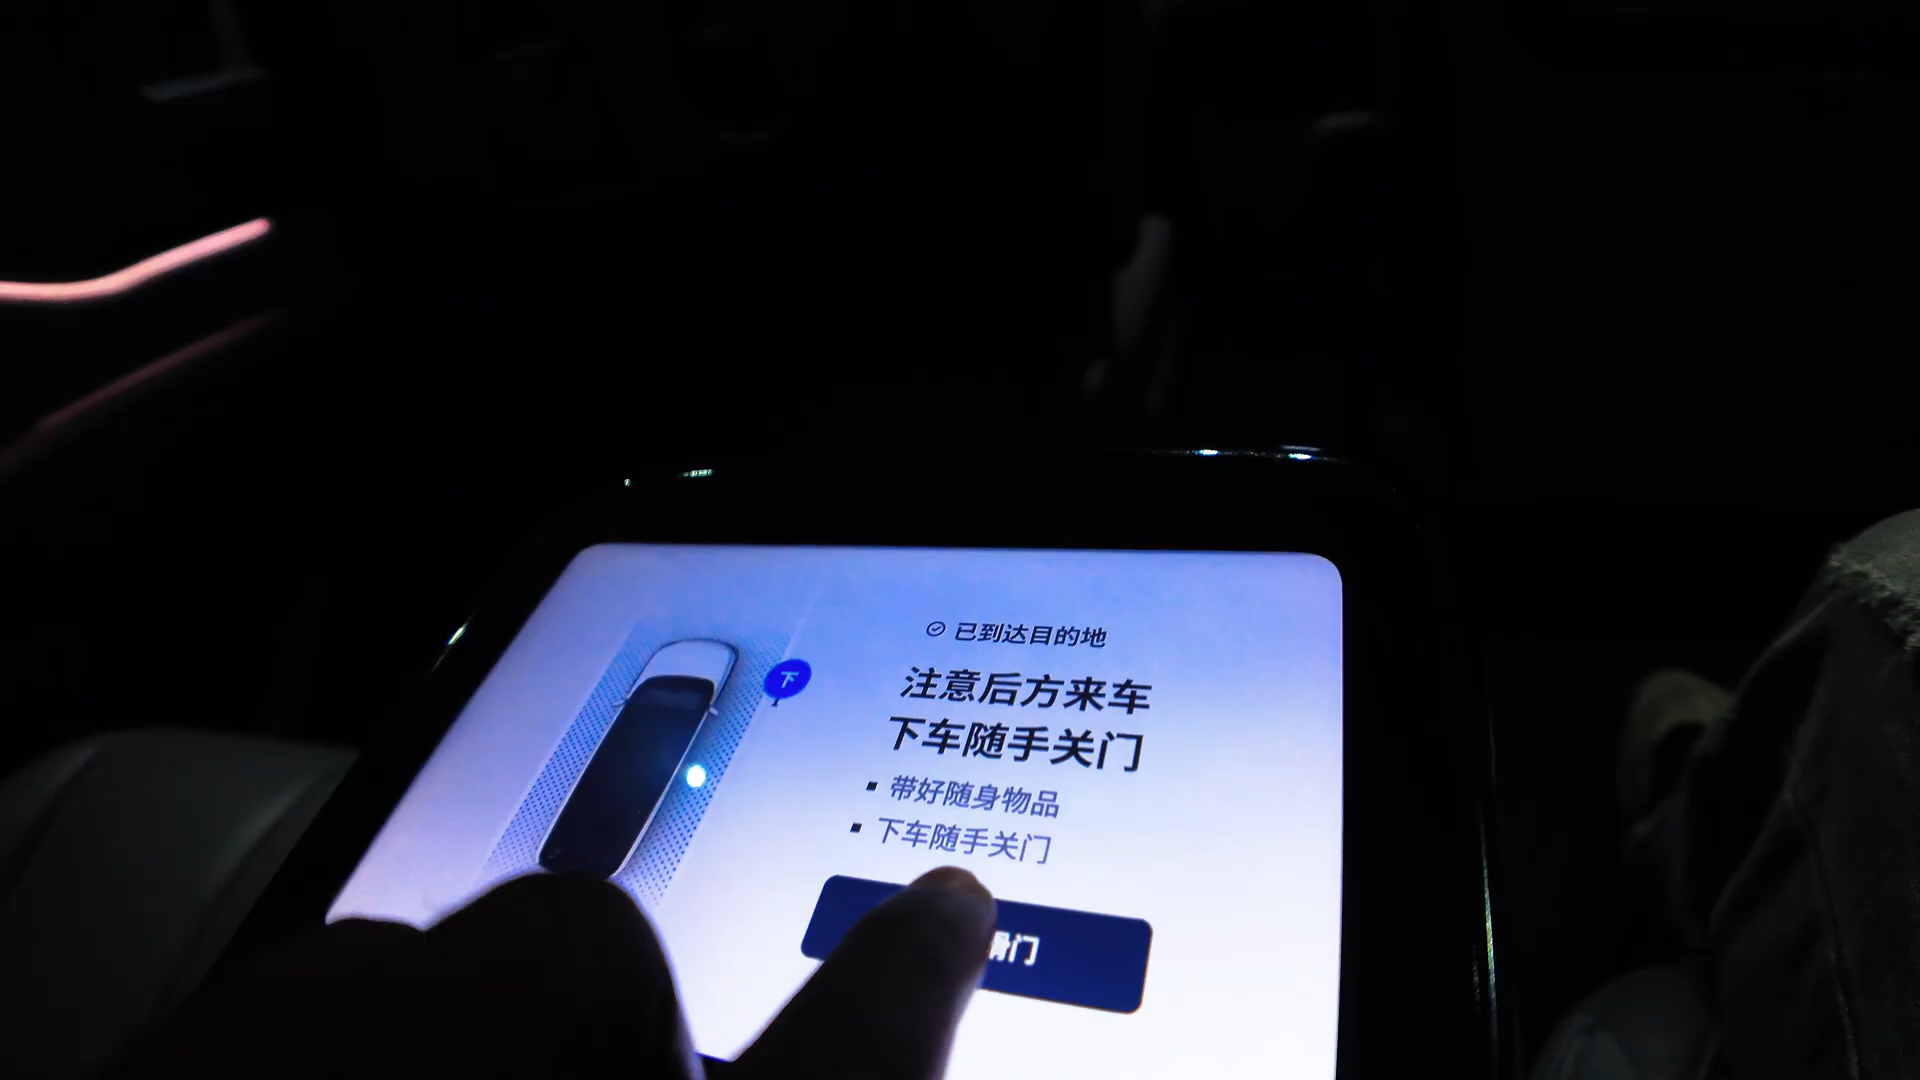 已到达目的地
下
注意后方来车
下车随手关门
带好随身物品
下车随手关门
滑门